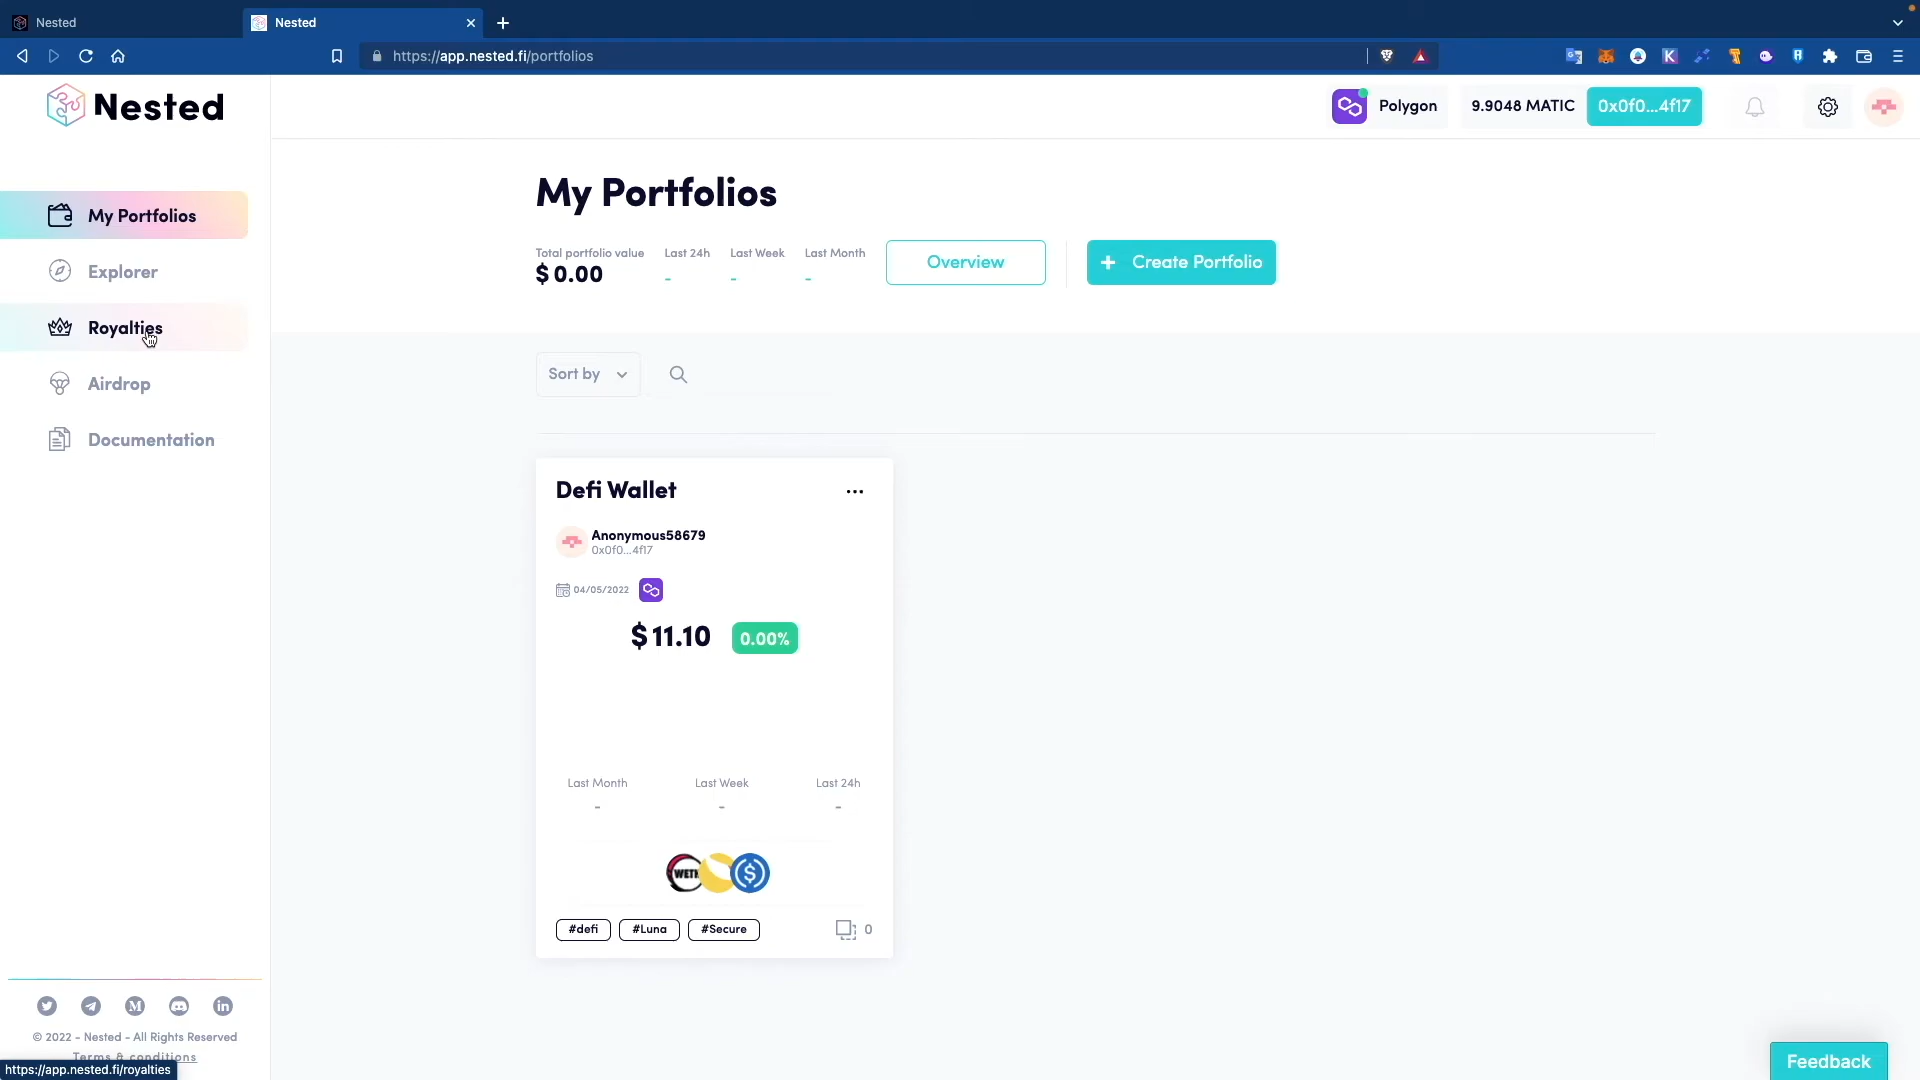 Nested
Nested
https://app.nested.fi/portfolios
Nested
Polygon
9.9048 MATIC
0x0f0...4f17
My Portfolios
Explorer
Royalties
Airdrop
Documentation
My Portfolios
Total portfolio value
$0.00
Last 24h
-
Last Week
-
Last Month
-
Overview
+ Create Portfolio
Sort by
Defi Wallet
...
Anonymous58679
0x0f0...4f17
04/05/2022
$11.10
0.00%
Last Month
-
Last Week
-
Last 24h
-
WETH
#defi
#Luna
#Secure
0
© 2022 - Nested - All Rights Reserved
Terms & conditions
https://app.nested.fi/royalties
Feedback